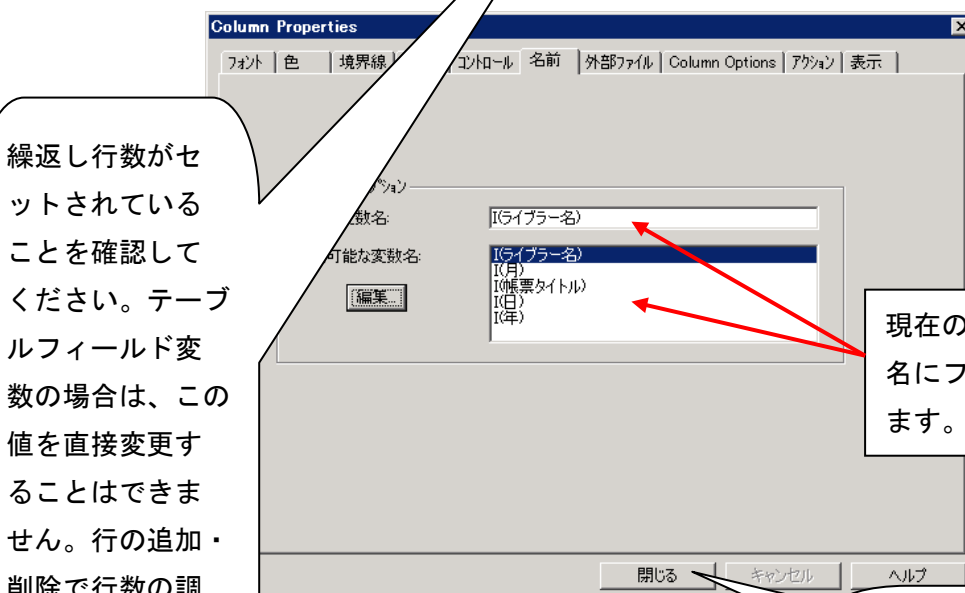 Column Properties
フォント 色 境界線 コントロール 名前 外部ファイル Column Options アクション 表示
繰返し行数がセ
ットされている
ことを確認して
ください。テーブ
ルフィールド変
数の場合は、この
値を直接変更す
ることはできま
せん。行の追加・
削除で行数の調
変数名:
I(ライブラー名)
可能な変数名:
編集...
I(ライブラー名)
I(月)
I(帳票タイトル)
I(日)
I(年)
現在の
名にフ
ます。
閉じる キャンセル ヘルプ